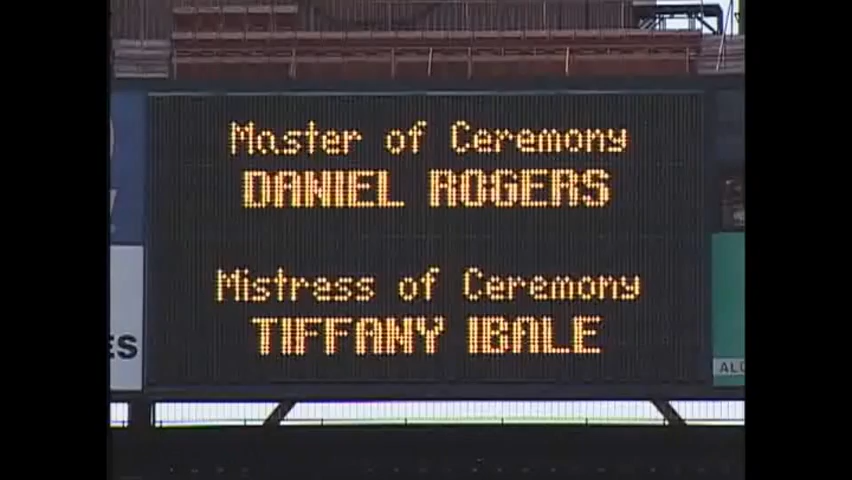 Master of Ceremony
DANIEL ROGERS
Mistress of Ceremony
TIFFANY IBALE
ES